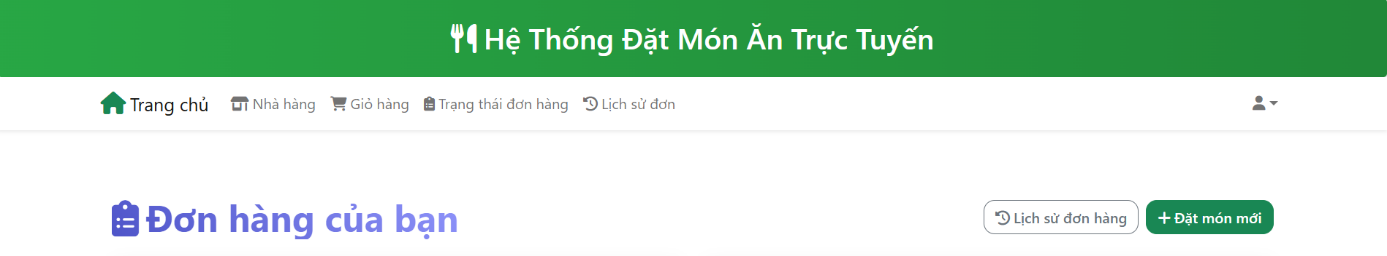 Hệ Thống Đặt Món Ăn Trực Tuyến
Trang chủ Nhà hàng Giỏ hàng Trạng thái đơn hàng Lịch sử đơn
Đơn hàng của bạn Lịch sử đơn hàng Đặt món mới